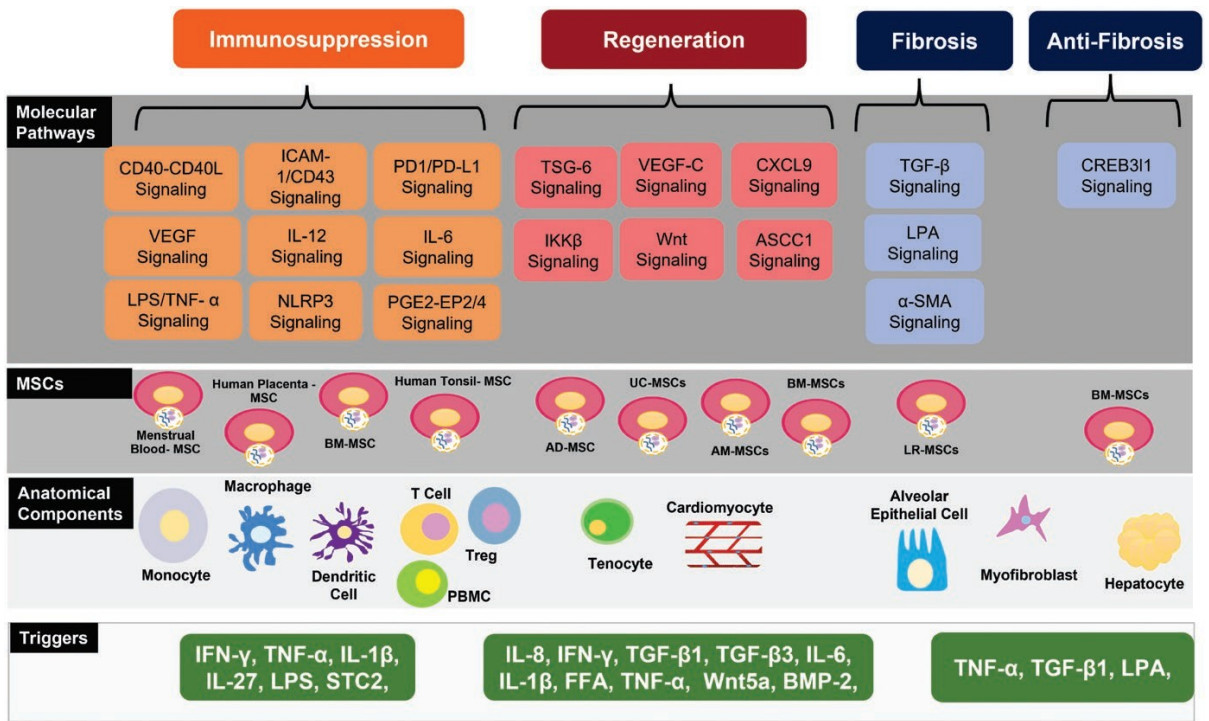 Immunosuppression
Regeneration
Fibrosis
Anti-Fibrosis
Molecular
Pathways
CD40-CD40L
Signaling
ICAM-
1/CD43
Signaling
PD1/PD-L1
Signaling
TSG-6
Signaling
VEGF-C
Signaling
CXCL9
Signaling
TGF-β
Signaling
CREB3l1
Signaling
VEGF
Signaling
IL-12
Signaling
IL-6
Signaling
IKKβ
Signaling
Wnt
Signaling
ASCC1
Signaling
LPA
Signaling
LPS/TNF- α
Signaling
NLRP3
Signaling
PGE2-EP2/4
Signaling
α-SMA
Signaling
MSCs
Menstrual
Blood- MSC
Human Placenta -
MSC
BM-MSC
Human Tonsil- MSC
AD-MSC
UC-MSCs
AM-MSCs
BM-MSCs
LR-MSCs
BM-MSCs
Anatomical
Components
Monocyte
Macrophage
Dendritic
Cell
T Cell
Treg
PBMC
Tenocyte
Cardiomyocyte
Alveolar
Epithelial Cell
Myofibroblast
Hepatocyte
Triggers
IFN-γ, TNF-α, IL-1β,
IL-27, LPS, STC2,
IL-8, IFN-γ, TGF-β1, TGF-β3, IL-6,
IL-1β, FFA, TNF-α, Wnt5a, BMP-2,
TNF-α, TGF-β1, LPA,